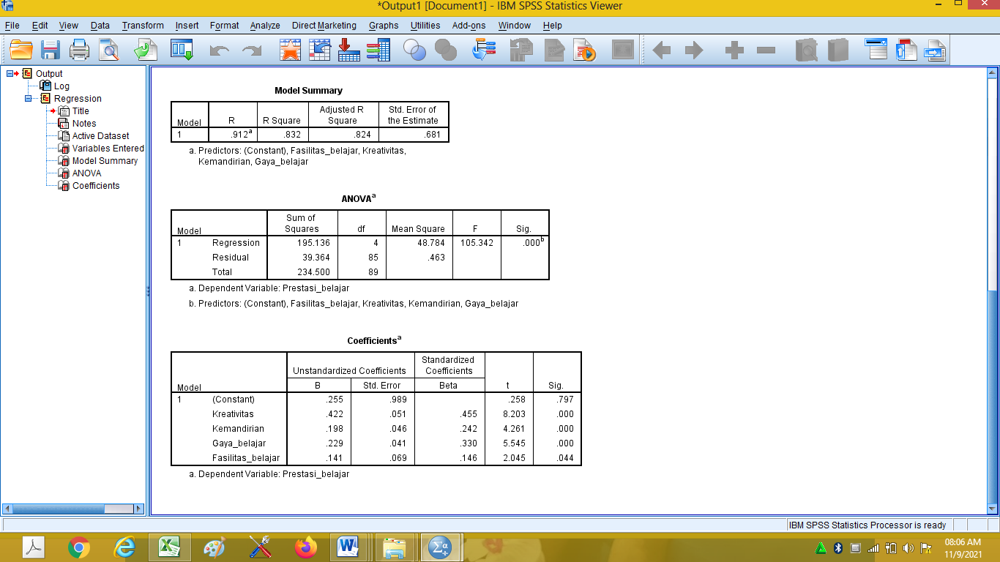 *Output1 [Document1] - IBM SPSS Statistics Viewer
File Edit View Data Transform Insert Format Analyze Direct Marketing Graphs Utilities Add-ons Window Help
Output
Log
Regression
Title
Notes
Active Dataset
Variables Entered
Model Summary
ANOVA
Coefficients
Model Summary
Model R R Square Adjusted R Square Std. Error of the Estimate
1 .912a .832 .824 .681
a. Predictors: (Constant), Fasilitas_belajar, Kreativitas,
Kemandirian, Gaya_belajar
ANOVAa
Model Sum of Squares df Mean Square F Sig.
1 Regression 195.136 4 48.784 105.342 .000b
Residual 39.364 85 .463
Total 234.500 89
a. Dependent Variable: Prestasi_belajar
b. Predictors: (Constant), Fasilitas_belajar, Kreativitas, Kemandirian, Gaya_belajar
Coefficientsa
Unstandardized Coefficients Standardized Coefficients
Model B Std. Error Beta t Sig.
1 (Constant) .255 .989 .258 .797
Kreativitas .422 .051 .455 8.203 .000
Kemandirian .198 .046 .242 4.261 .000
Gaya_belajar .229 .041 .330 5.545 .000
Fasilitas_belajar .141 .069 .146 2.045 .044
a. Dependent Variable: Prestasi_belajar
IBM SPSS Statistics Processor is ready
08:06 AM
11/9/2021